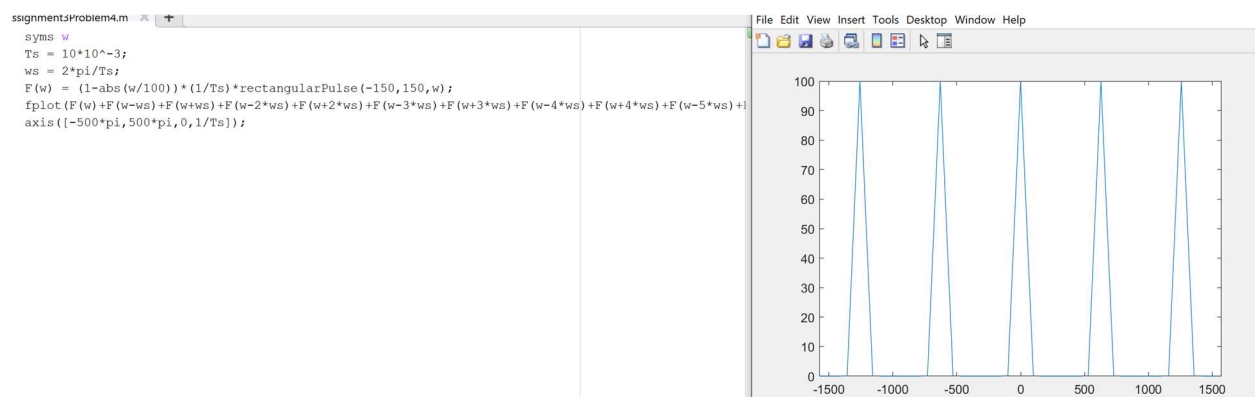 ssignment3Problem4.m
syms w
Ts = 10*10^-3;
ws = 2*pi/Ts;
F(w) = (1-abs(w/100))*(1/Ts)*rectangularPulse(-150,150,w);
fplot(F(w)+F(w-ws)+F(w+ws)+F(w-2*ws)+F(w+2*ws)+F(w-3*ws)+F(w+3*ws)+F(w-4*ws)+F(w+4*ws)+F(w-5*ws)+
axis([-500*pi,500*pi,0,1/Ts]);
File Edit View Insert Tools Desktop Window Help
100
90
80
70
60
50
40
30
20
10
0
-1500 -1000 -500 0 500 1000 1500